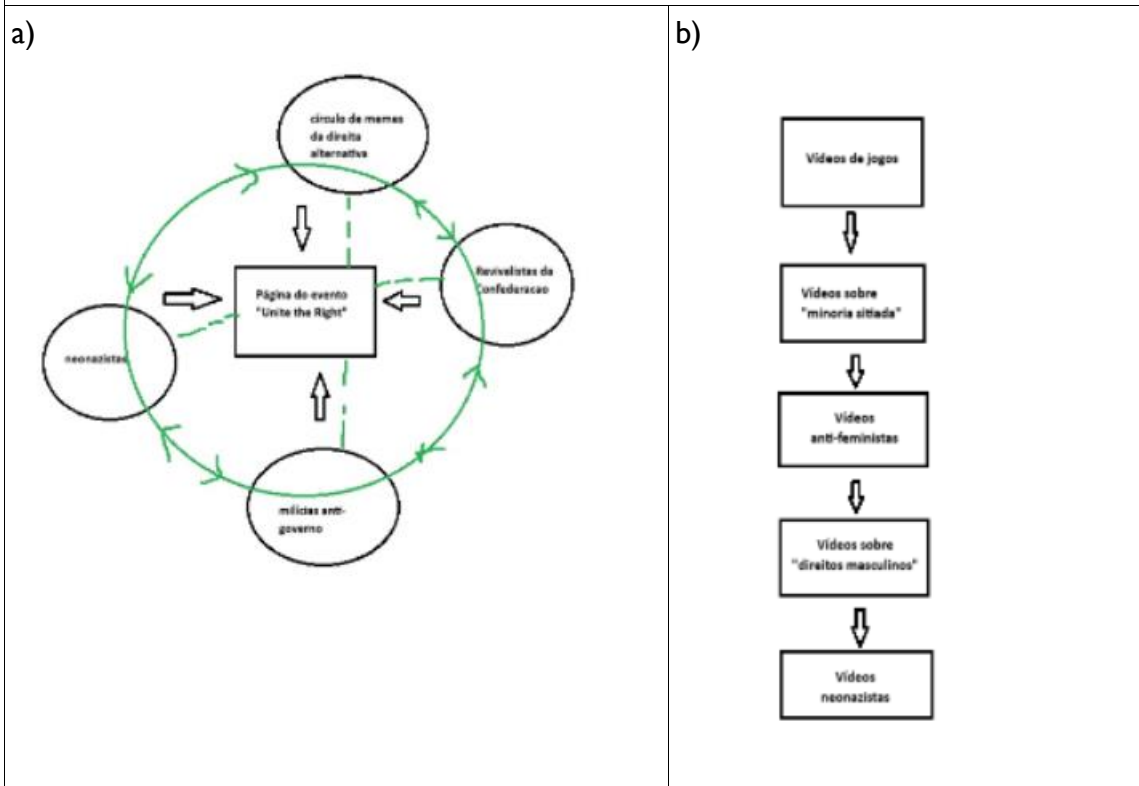 a)
círculo de memes
da direita
alternativa
Revivalistas da
Confederacao
Página do evento
"Unite the Right"
neonazistas
milícias anti-
governo
b)
Vídeos de jogos
Vídeos sobre
"minoria sitiada"
Vídeos
anti-feministas
Vídeos sobre
"direitos masculinos"
Vídeos
neonazistas